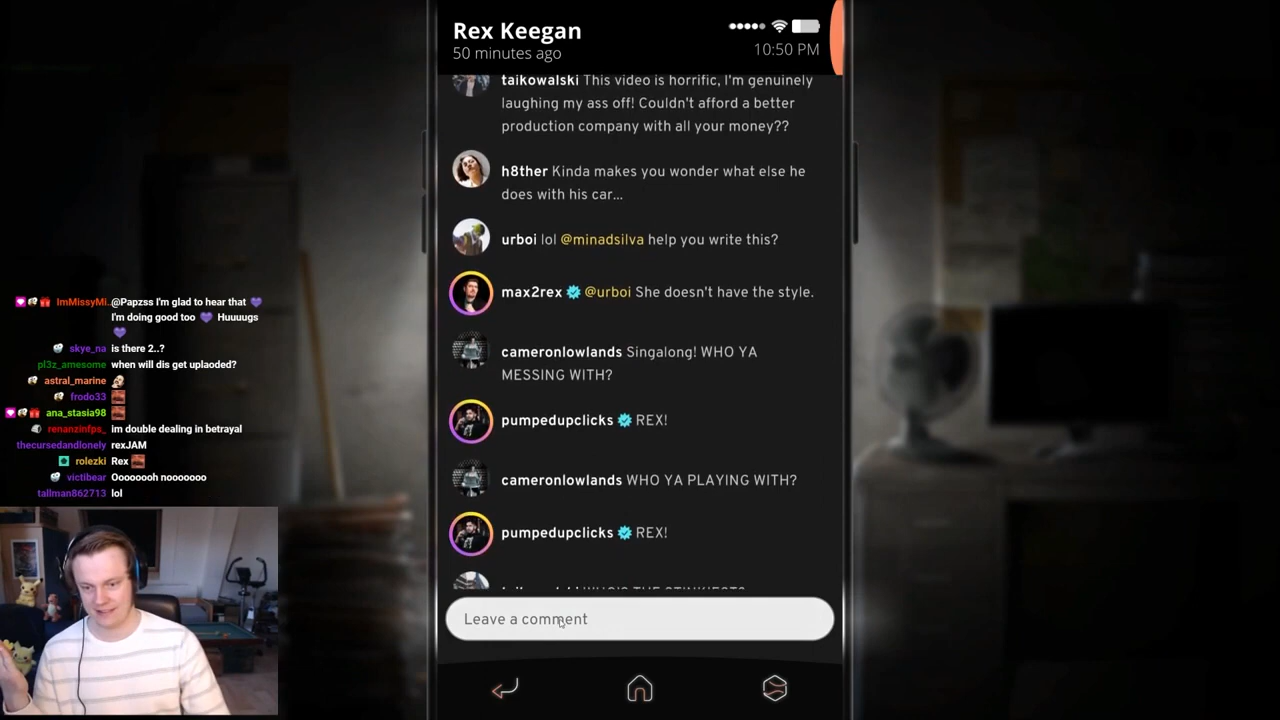 Rex Keegan
50 minutes ago
10:50 PM
taikowalski This video is horrific, I'm genuinely
laughing my ass off! Couldn't afford a better
production company with all your money??
h8ther Kinda makes you wonder what else he
does with his car...
urboi lol @minadsilva help you write this?
max2rex @urboi She doesn't have the style.
cameronlowlands Singalong! WHO YA
MESSING WITH?
pumpedupclicks REX!
cameronlowlands WHO YA PLAYING WITH?
pumpedupclicks REX!
Leave a comment
ImMissyMi.. @Papzss I'm glad to hear that
I'm doing good too Huuuugs
skye_na is there 2..?
pl3z_amesome when will dis get uplaoded?
astral_marine
frodo33
ana_stasia98
renanzinfps_ im double dealing in betrayal
thecursedandlonely rexJAM
rolezki Rex
victibear Oooooooh nooooooo
tallman862713 lol